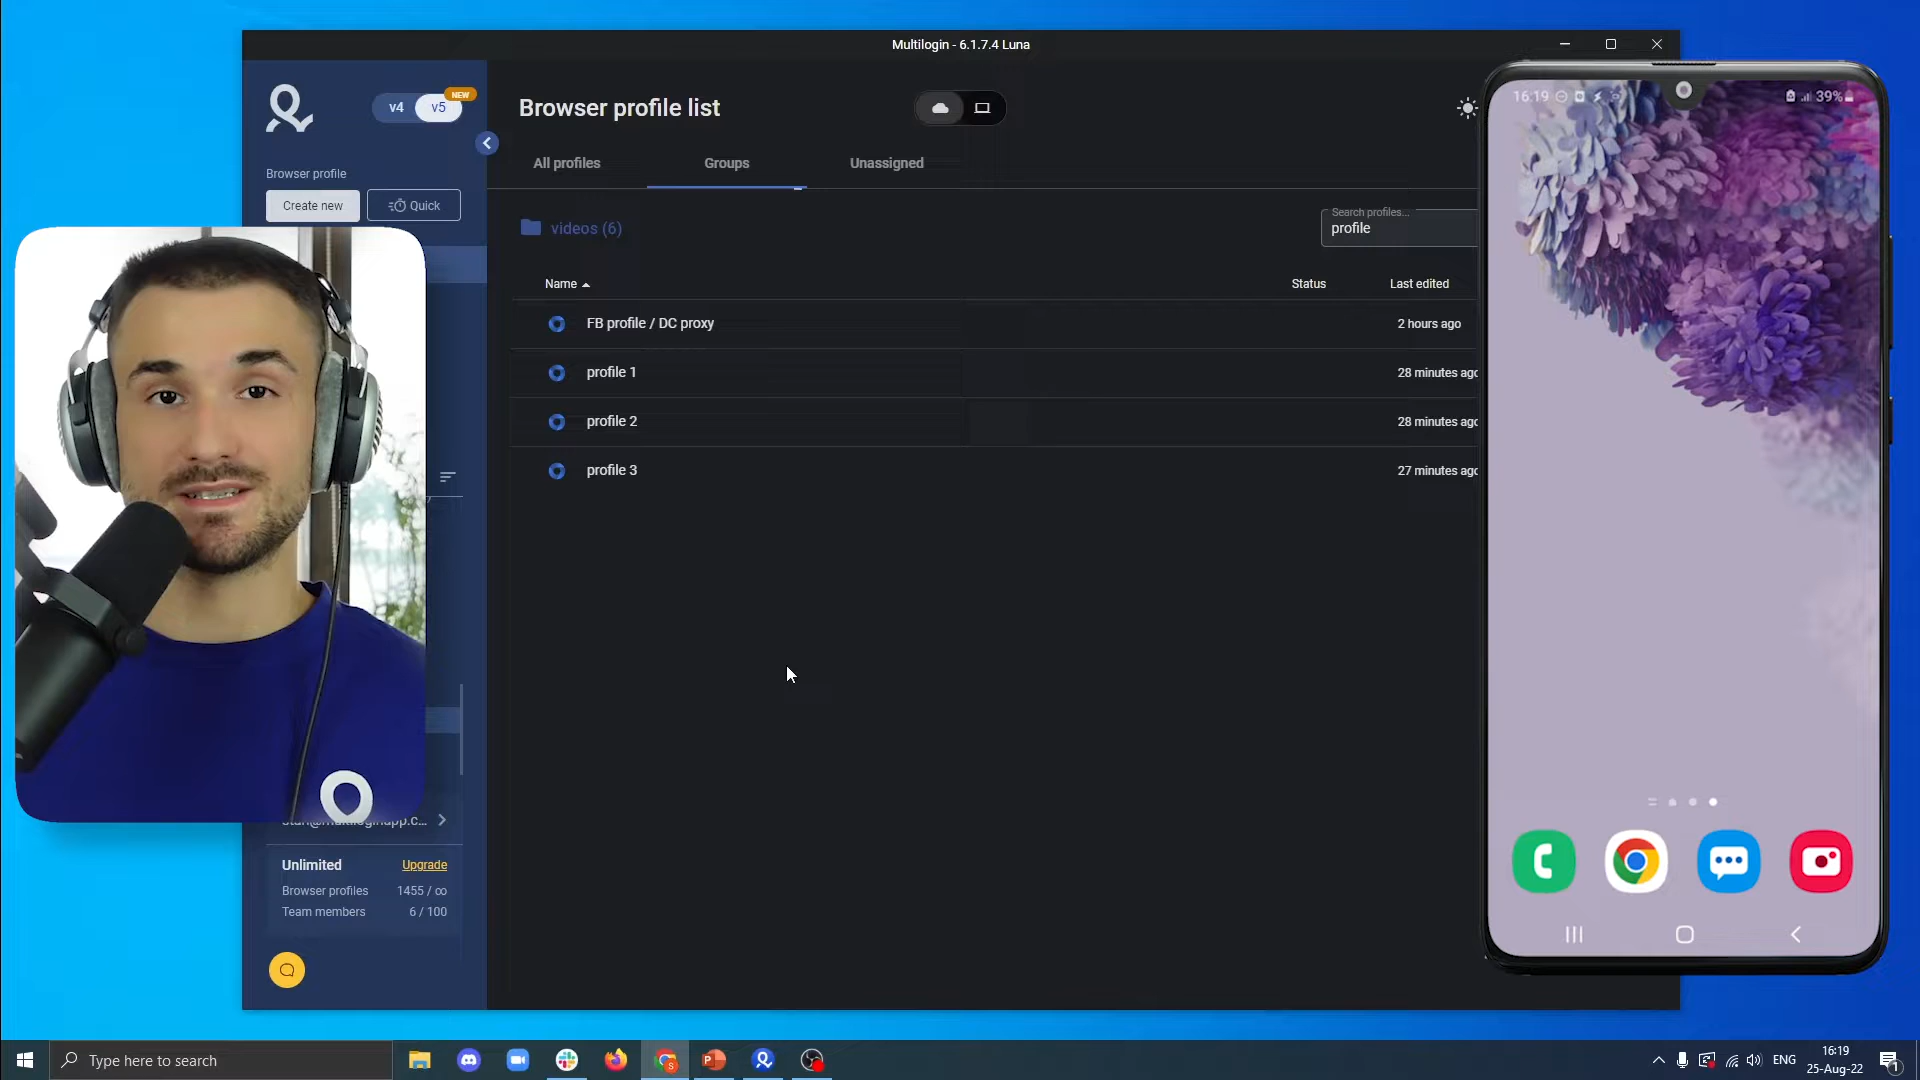 Multilogin - 6.1.7.4 Luna
v4
v5
NEW
Browser profile
Create new
Quick
Browser profile list
All profiles
Groups
Unassigned
videos (6)
Search profiles...
profile
Name
Status
Last edited
FB profile / DC proxy
2 hours ago
profile 1
28 minutes ago
profile 2
28 minutes ago
profile 3
27 minutes ago
Unlimited
Upgrade
Browser profiles
1455 / ∞
Team members
6 / 100
16:19
39%
Type here to search
ENG
16:19
25-Aug-22
1